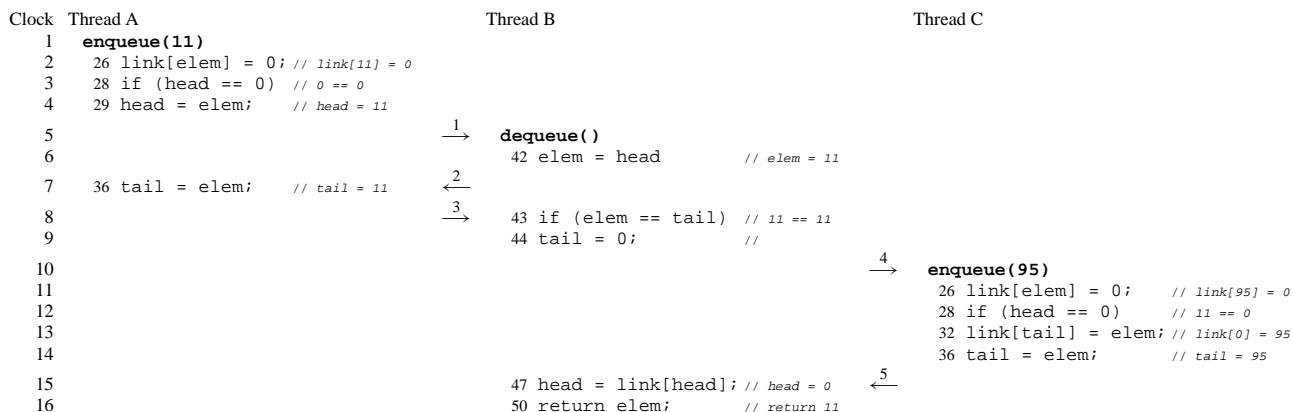 Clock Thread A Thread B Thread C
1 enqueue(11)
2 26 link[elem] = 0; // link[11] = 0
3 28 if (head == 0) // 0 == 0
4 29 head = elem; // head = 11
5 1 → dequeue()
6 42 elem = head // elem = 11
7 36 tail = elem; // tail = 11 2 ←
8 3 → 43 if (elem == tail) // 11 == 11
9 44 tail = 0; //
10 4 → enqueue(95)
11 26 link[elem] = 0; // link[95] = 0
12 28 if (head == 0) // 11 == 0
13 32 link[tail] = elem; // link[0] = 95
14 36 tail = elem; // tail = 95
15 47 head = link[head]; // head = 0 5 ←
16 50 return elem; // return 11